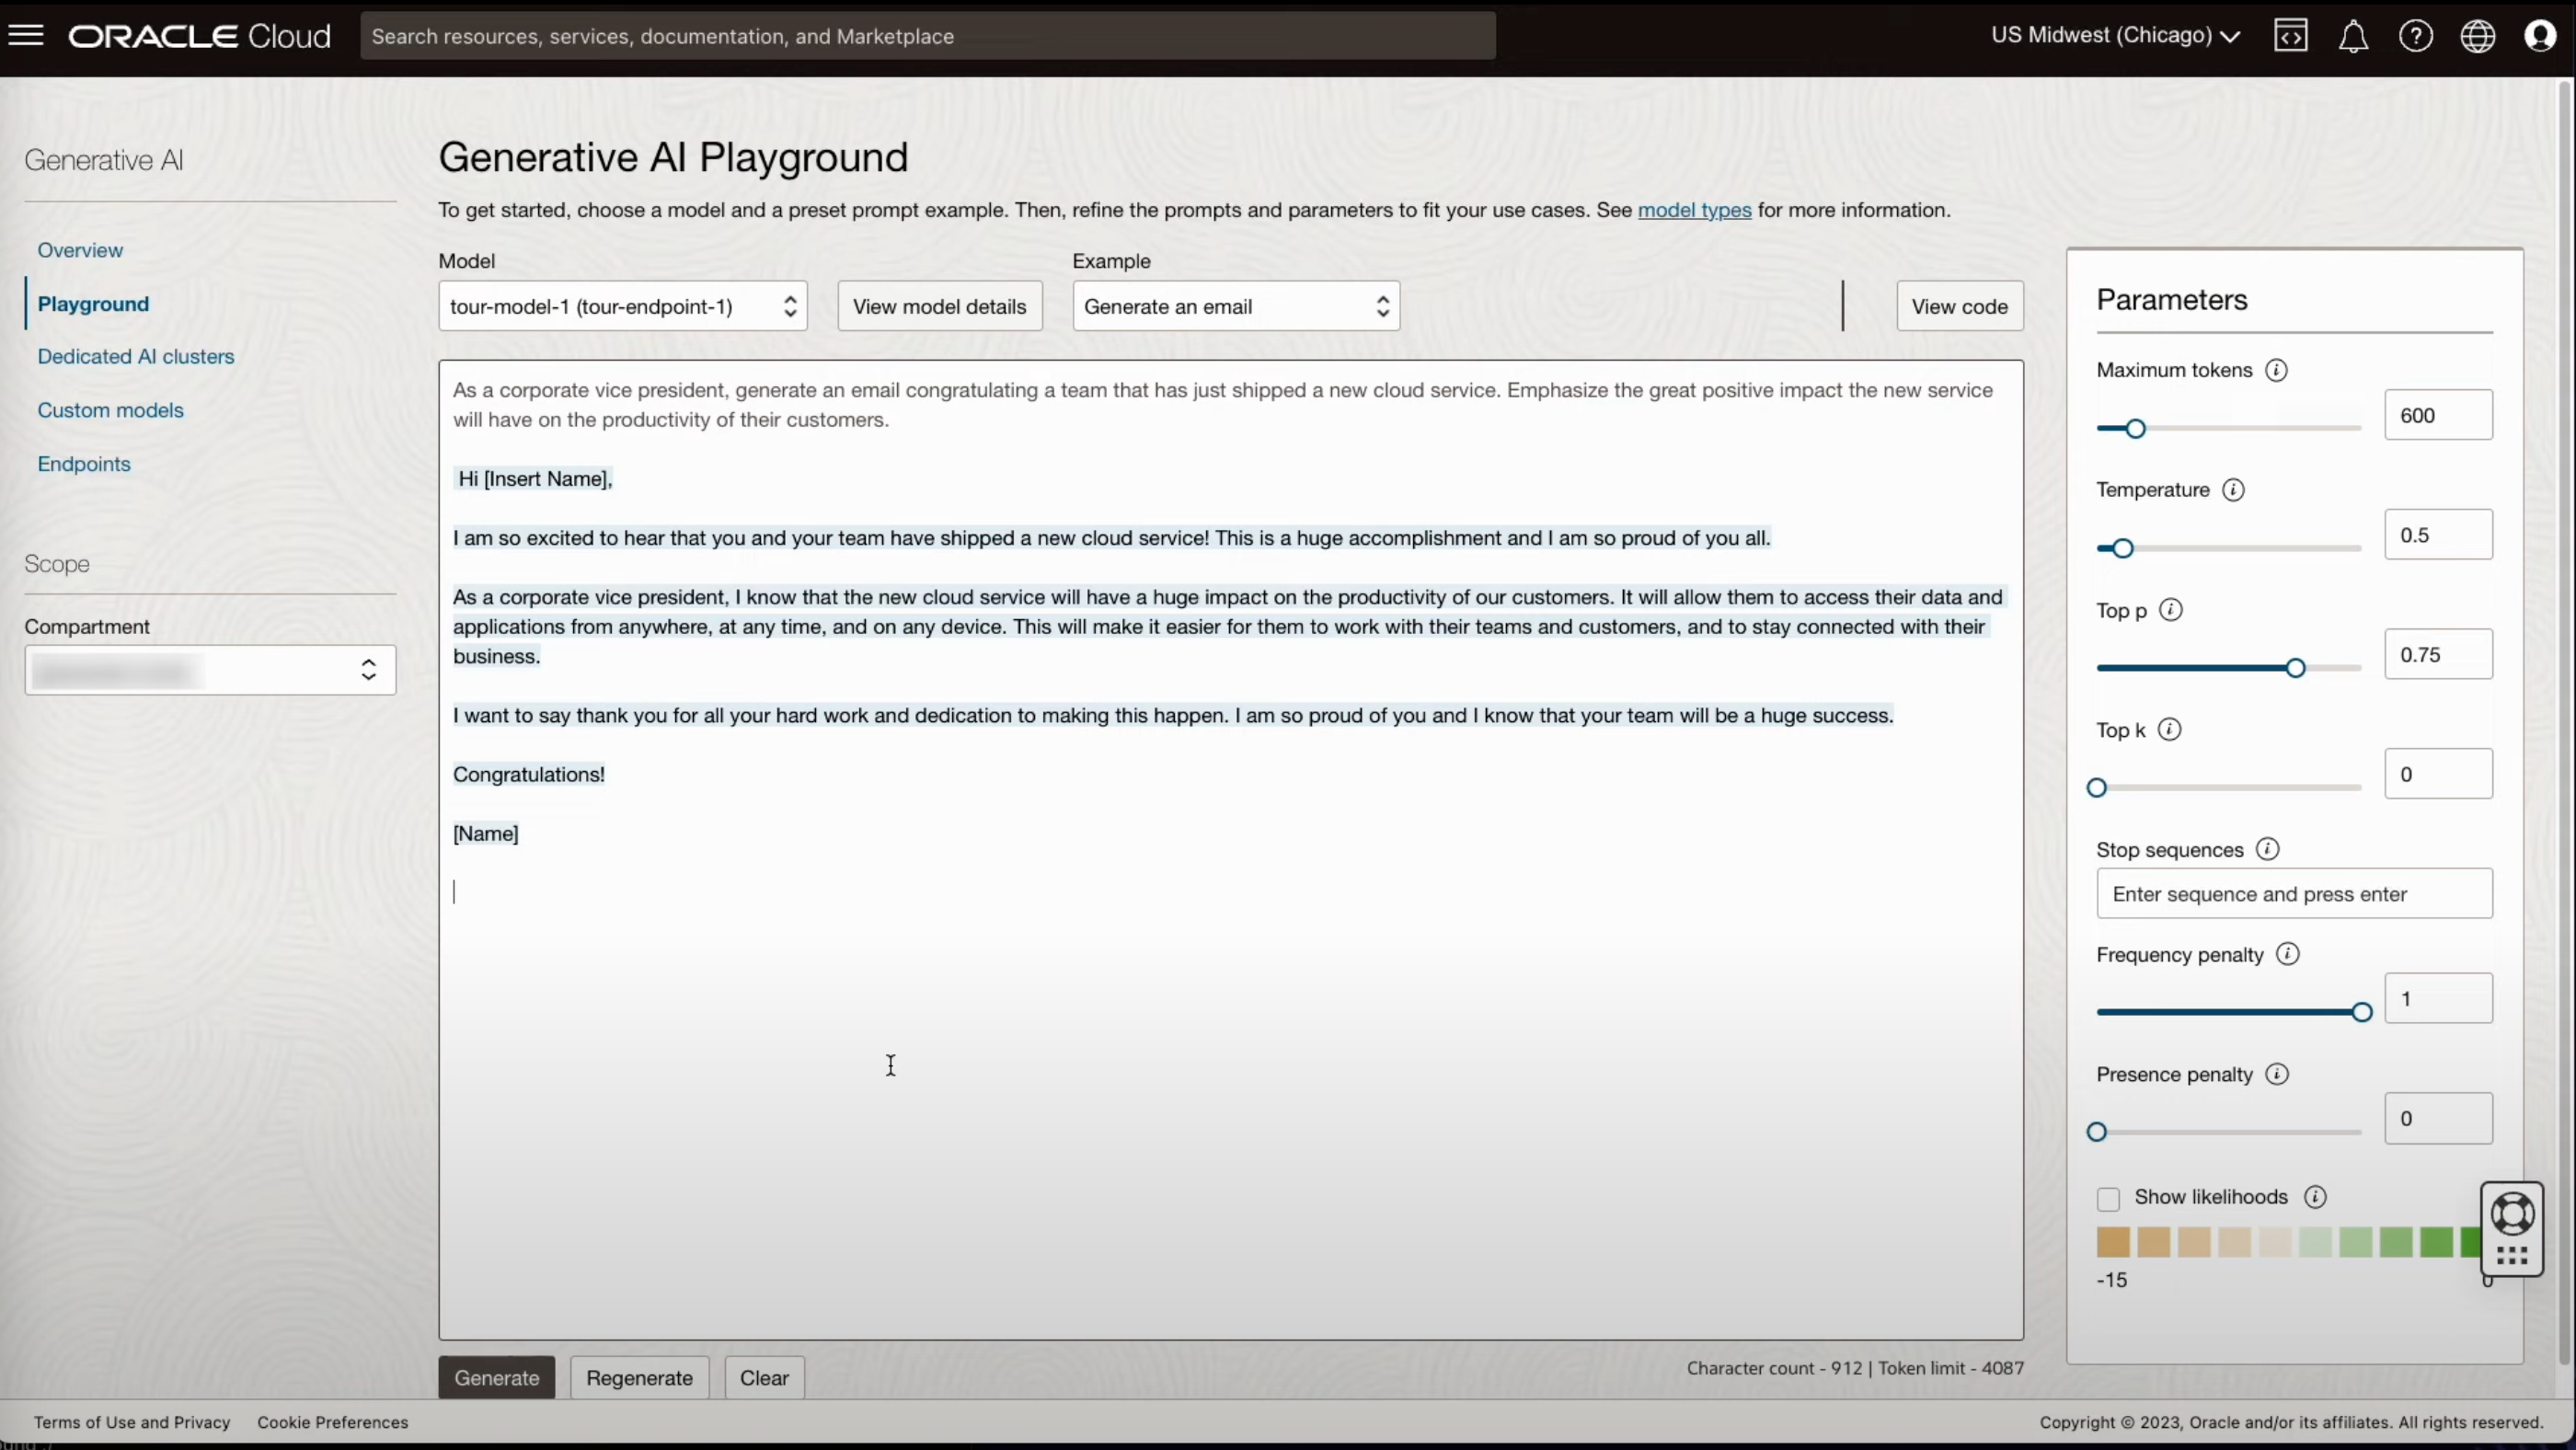 ORACLE Cloud
Search resources, services, documentation, and Marketplace
US Midwest (Chicago)
Generative AI
Overview
Playground
Dedicated AI clusters
Custom models
Endpoints
Scope
Compartment
Generative AI Playground
To get started, choose a model and a preset prompt example. Then, refine the prompts and parameters to fit your use cases. See model types for more information.
Model
Example
tour-model-1 (tour-endpoint-1)
View model details
Generate an email
View code
As a corporate vice president, generate an email congratulating a team that has just shipped a new cloud service. Emphasize the great positive impact the new service
will have on the productivity of their customers.
Hi [Insert Name],
I am so excited to hear that you and your team have shipped a new cloud service! This is a huge accomplishment and I am so proud of you all.
As a corporate vice president, I know that the new cloud service will have a huge impact on the productivity of our customers. It will allow them to access their data and
applications from anywhere, at any time, and on any device. This will make it easier for them to work with their teams and customers, and to stay connected with their
business.
I want to say thank you for all your hard work and dedication to making this happen. I am so proud of you and I know that your team will be a huge success.
Congratulations!
[Name]
Generate
Regenerate
Clear
Character count - 912 | Token limit - 4087
Parameters
Maximum tokens
600
Temperature
0.5
Top p
0.75
Top k
0
Stop sequences
Enter sequence and press enter
Frequency penalty
1
Presence penalty
0
Show likelihoods
-15
0
Terms of Use and Privacy
Cookie Preferences
Copyright © 2023, Oracle and/or its affiliates. All rights reserved.